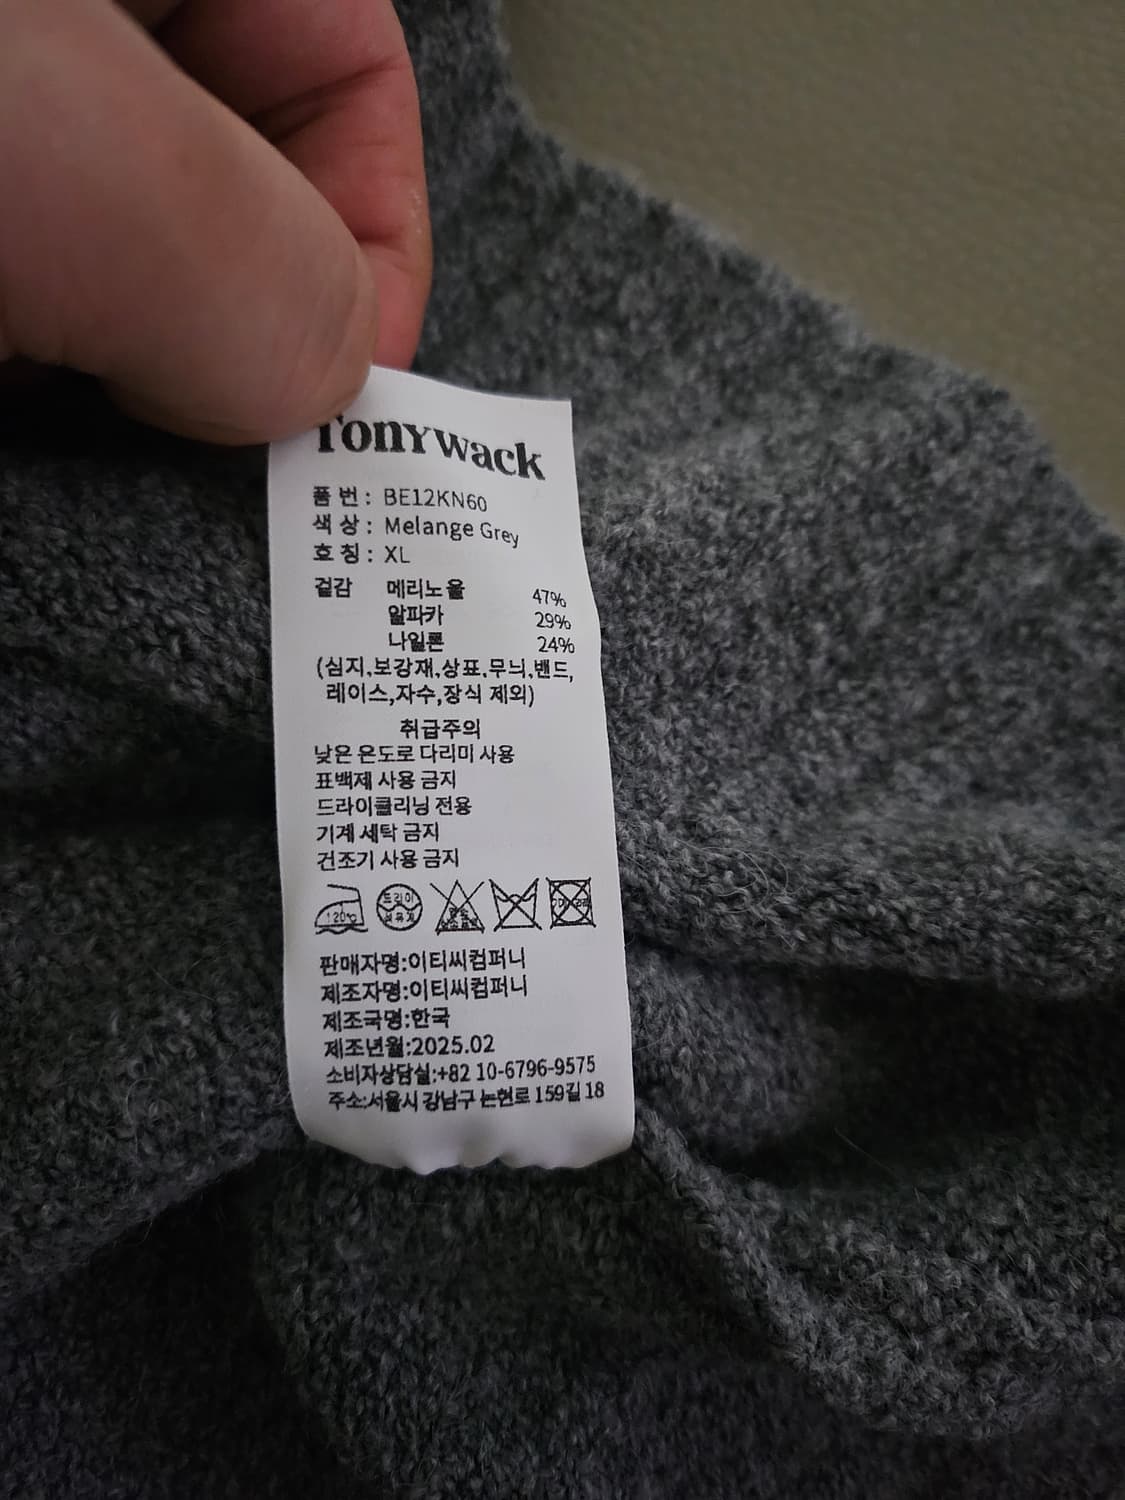 Tonywack
품 번 : BE12KN60
색 상 : Melange Grey
호 칭 : XL
겉감 메리노울 47%
알파카 29%
나일론 24%
(심지,보강재,상표,무늬,밴드,
레이스,자수,장식 제외)
취급주의
낮은 온도로 다리미 사용
표백제 사용 금지
드라이클리닝 전용
기계 세탁 금지
건조기 사용 금지
120℃ 드라이
석유계
판매자명:이티씨컴퍼니
제조자명:이티씨컴퍼니
제조국명:한국
제조년월:2025.02
소비자상담실:+82 10-6796-9575
주소:서울시 강남구 논현로 159길 18